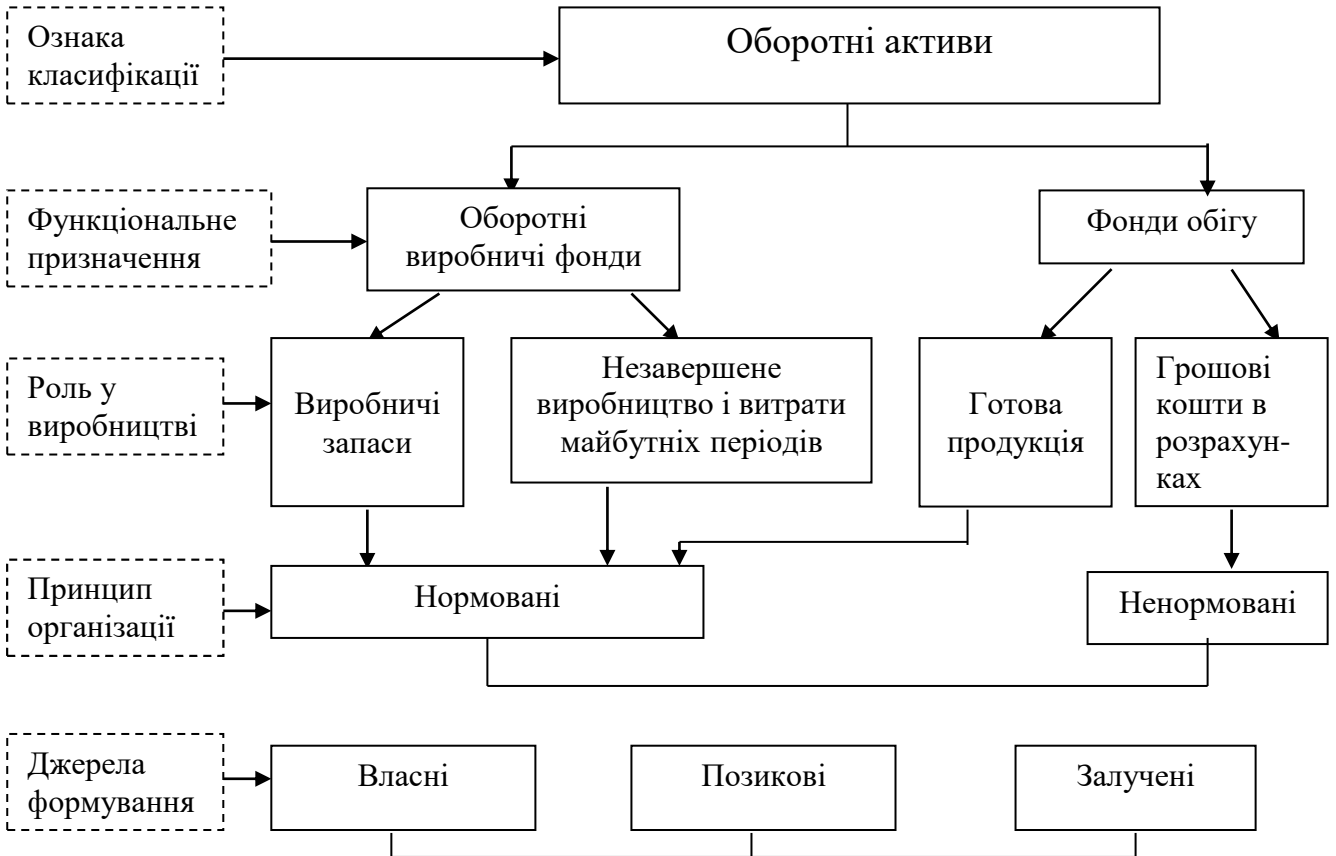 Ознака
класифікації
Оборотні активи
Функціональне
призначення
Оборотні
виробничі фонди
Фонди обігу
Роль у
виробництві
Виробничі
запаси
Незавершене
виробництво і витрати
майбутніх періодів
Готова
продукція
Грошові
кошти в
розрахун-
ках
Принцип
організації
Нормовані
Ненормовані
Джерела
формування
Власні
Позикові
Залучені